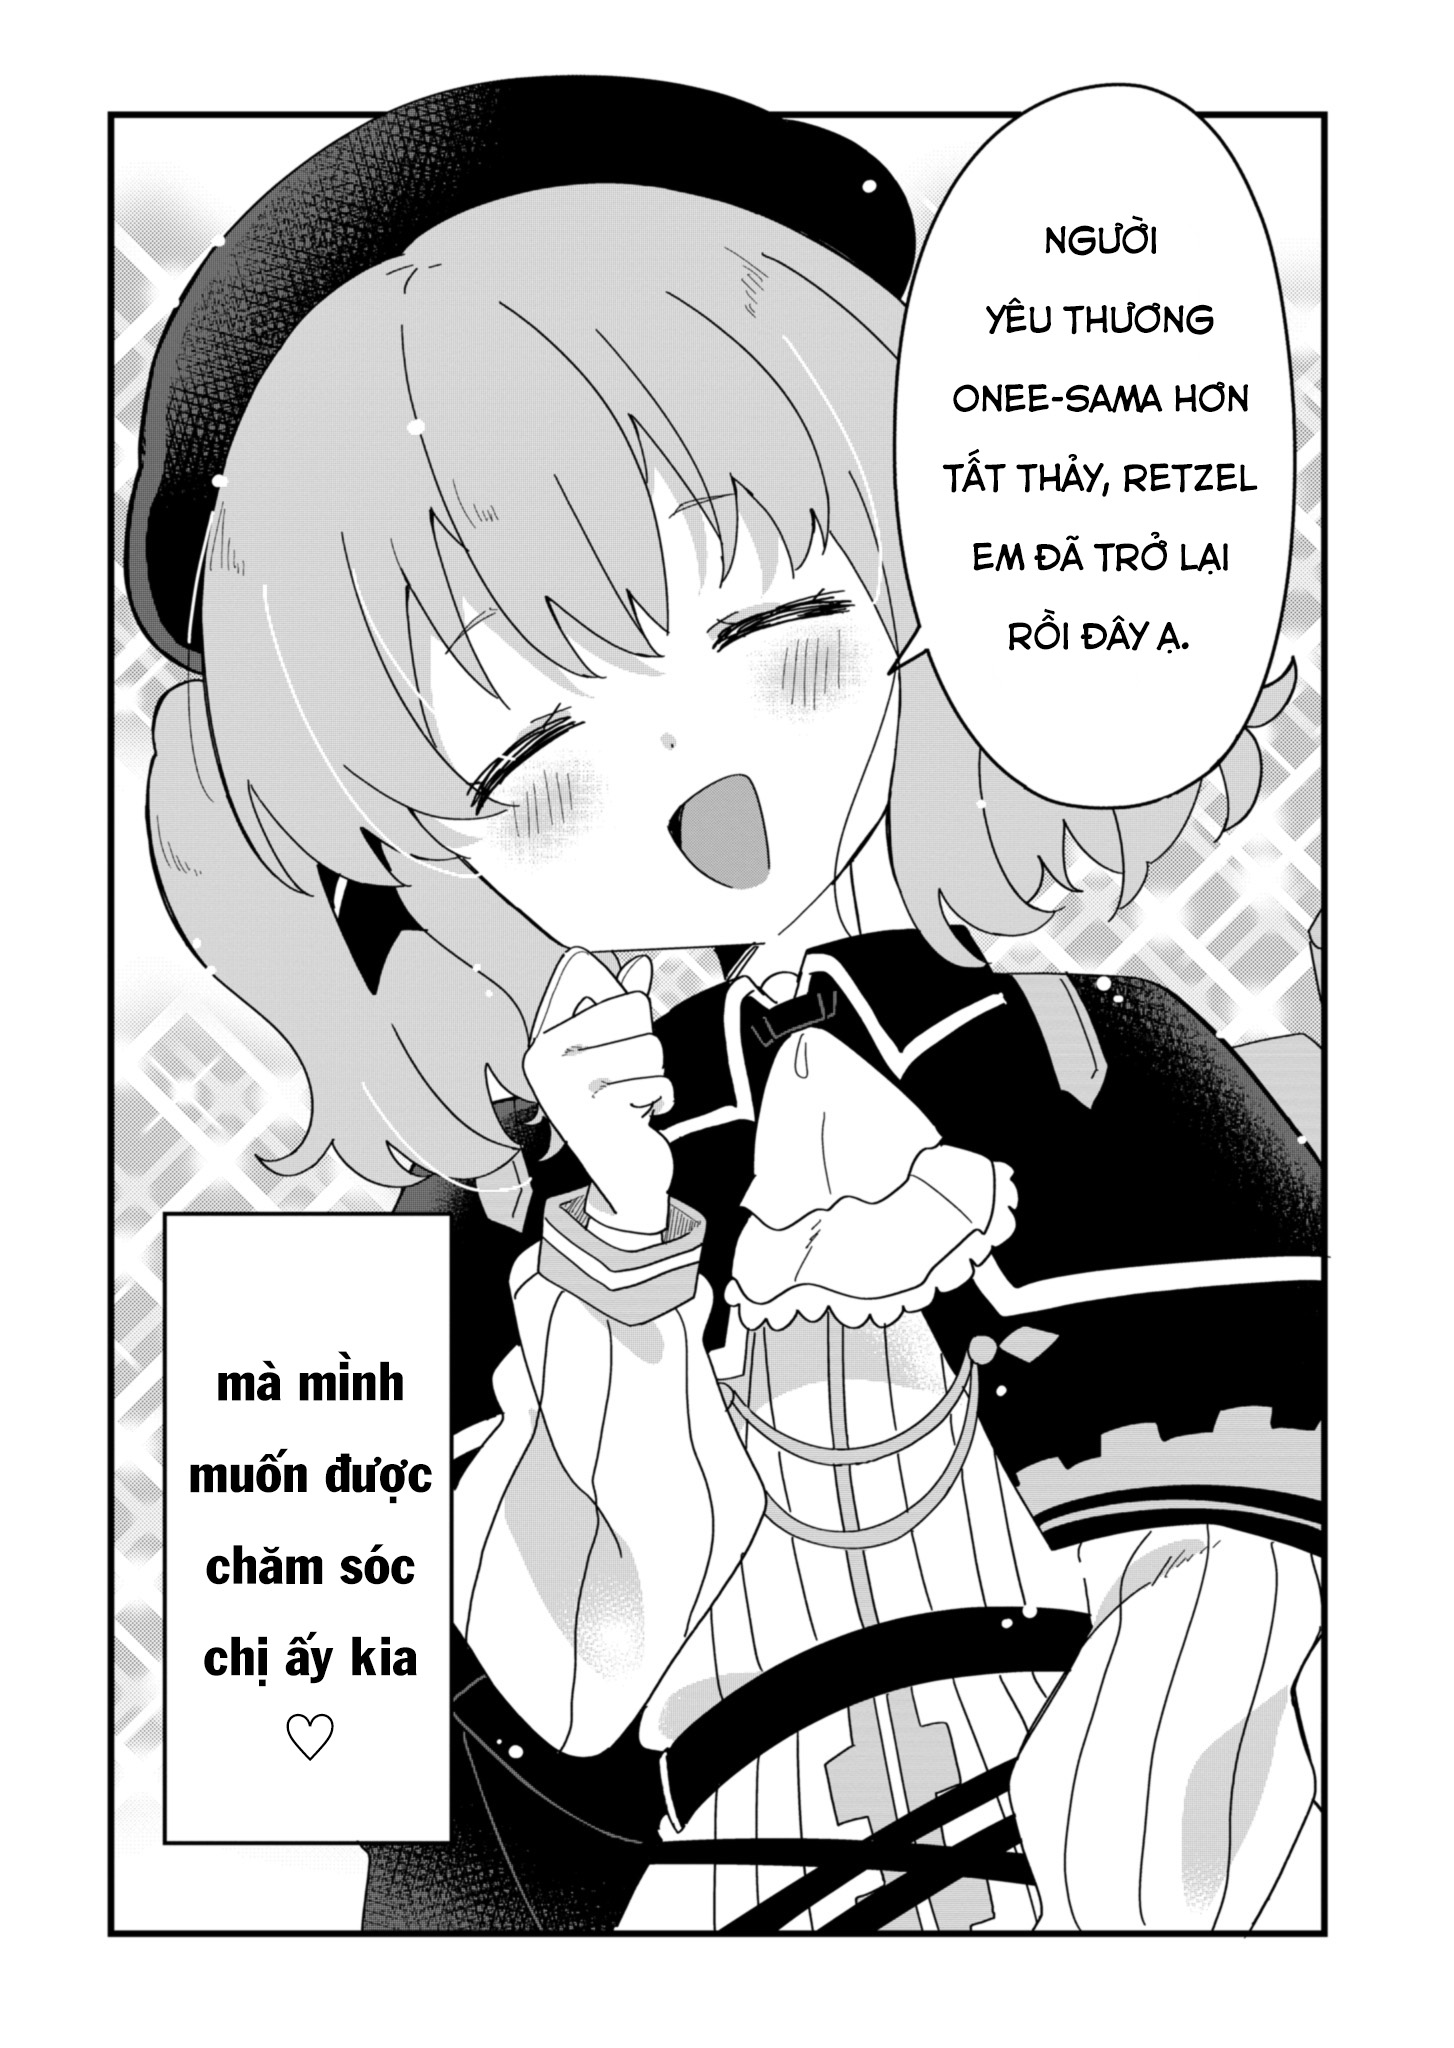 NGƯỜI
YÊU THƯƠNG
ONEE-SAMA HƠN
TẤT THẢY, RETZEL
EM ĐÃ TRỞ LẠI
RỒI ĐÂY Ạ.
mà mình
muốn được
chăm sóc
chị ấy kia
♡